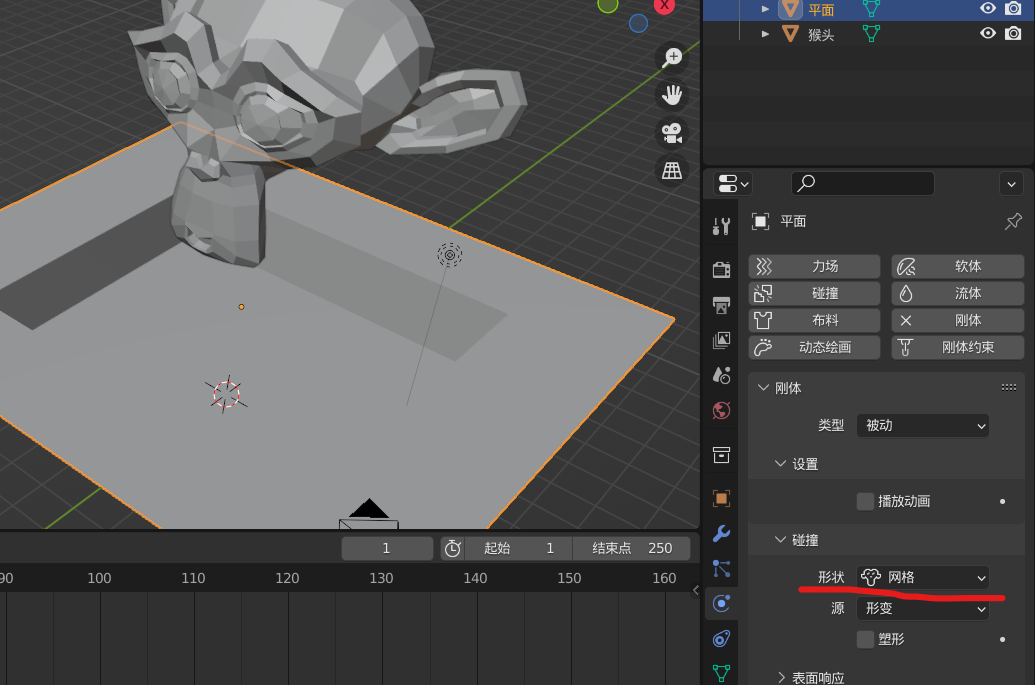 平面
猴头
X
平面
力场 软体
碰撞 流体
布料 刚体
动态绘画 刚体约束
刚体
类型 被动
设置
播放动画
碰撞
形状 网格
源 形变
塑形
表面响应
1 起始 1 结束点 250
90 100 110 120 130 140 150 160